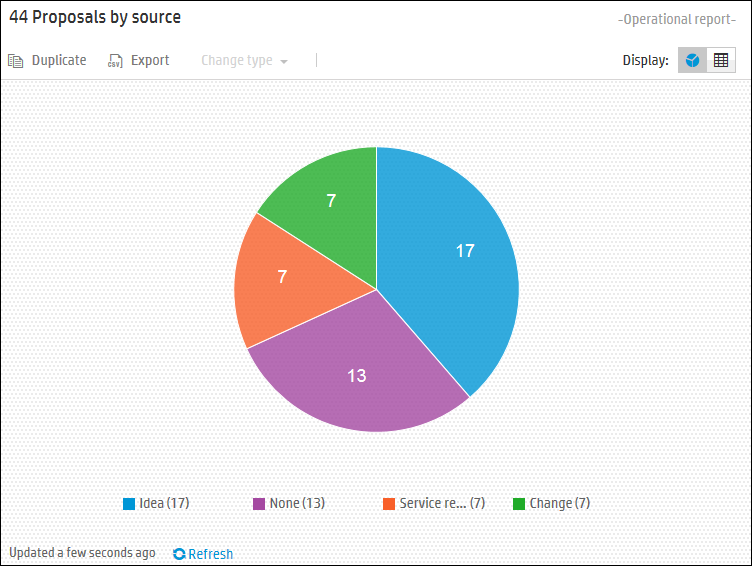 44 Proposals by source
-Operational report-
Duplicate CSV Export Change type Display:
7
17
7
13
Idea (17) None (13) Service re... (7) Change (7)
Updated a few seconds ago Refresh